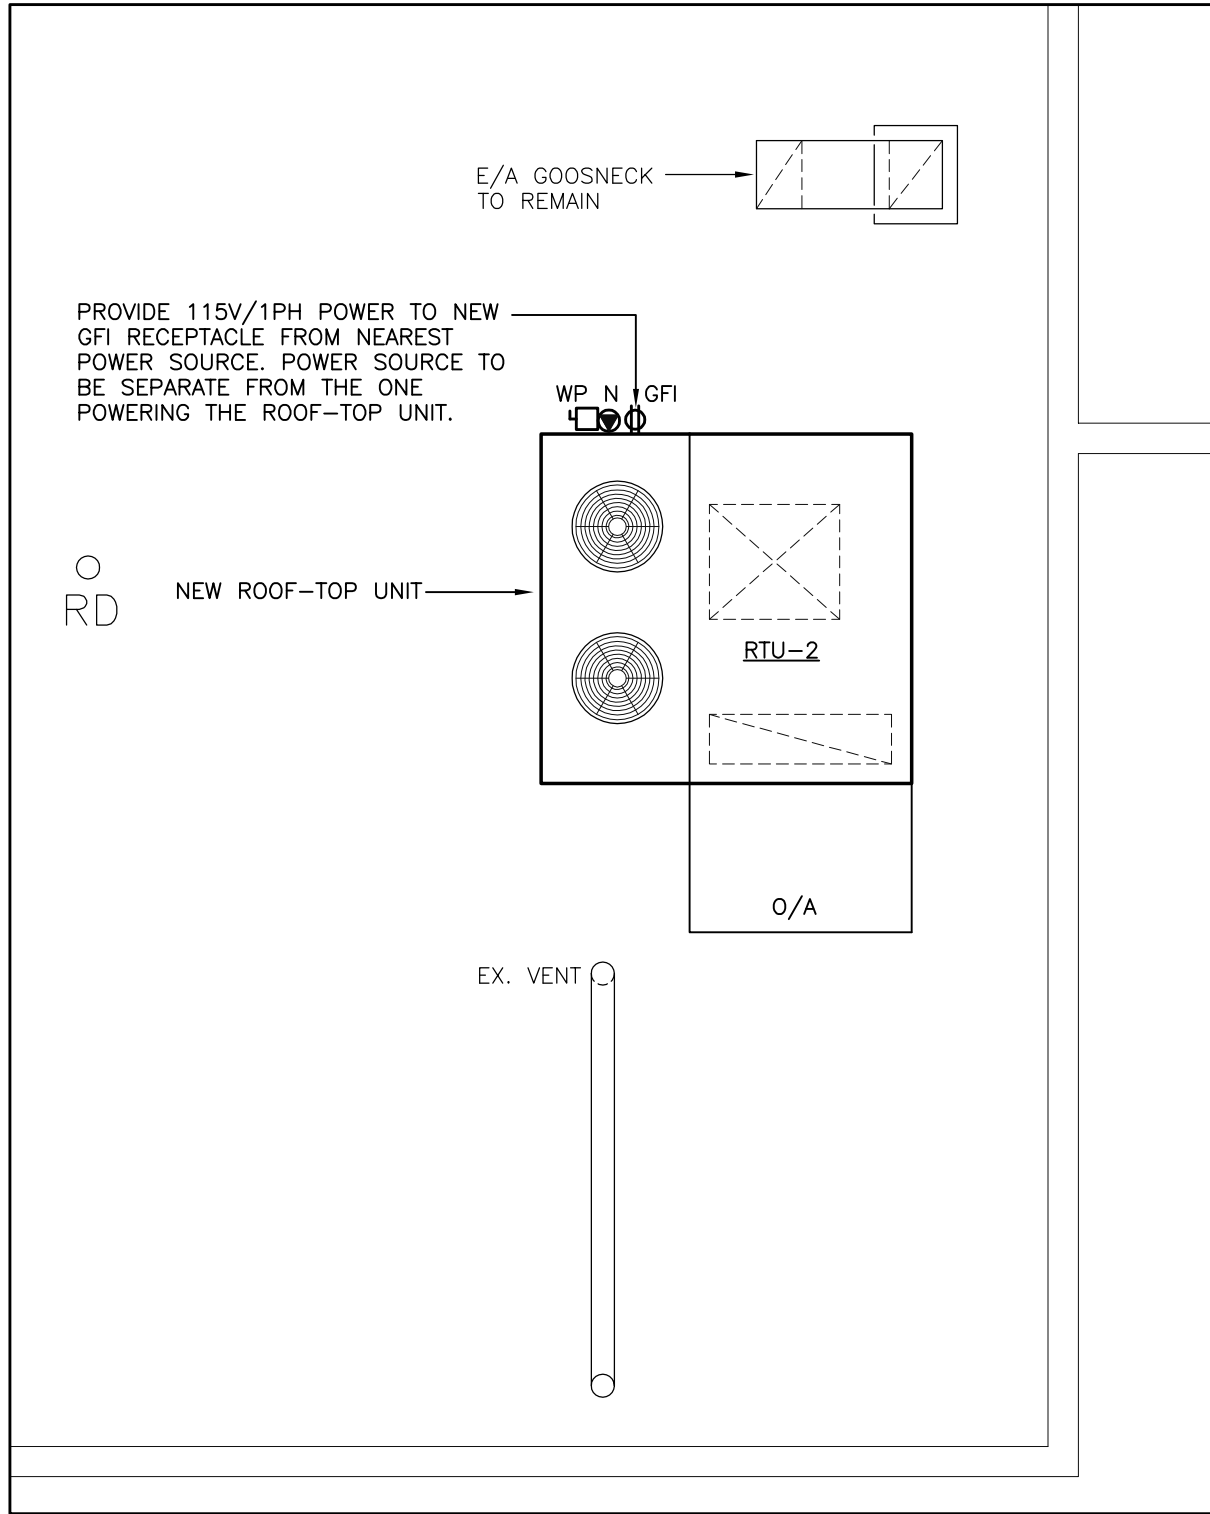 E/A GOOSNECK
TO REMAIN
PROVIDE 115V/1PH POWER TO NEW
GFI RECEPTACLE FROM NEAREST
POWER SOURCE. POWER SOURCE TO
BE SEPARATE FROM THE ONE
POWERING THE ROOF-TOP UNIT.
WP N GFI
RD
NEW ROOF-TOP UNIT
RTU-2
O/A
EX. VENT